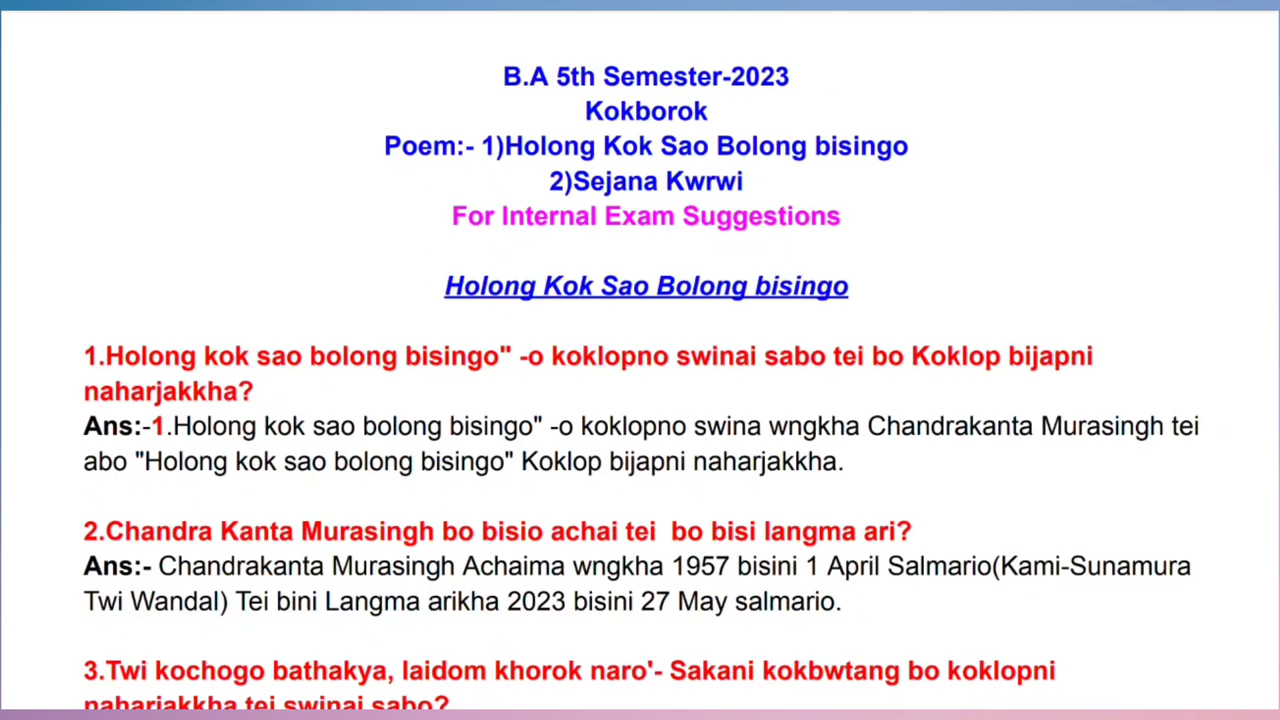 B.A 5th Semester-2023
Kokborok
Poem:- 1)Holong Kok Sao Bolong bisingo
2)Sejana Kwrwi
For Internal Exam Suggestions
Holong Kok Sao Bolong bisingo
1.Holong kok sao bolong bisingo" -o koklopno swinai sabo tei bo Koklop bijapni
naharjakkha?
Ans:-1.Holong kok sao bolong bisingo" -o koklopno swina wngkha Chandrakanta Murasingh tei
abo "Holong kok sao bolong bisingo" Koklop bijapni naharjakkha.
2.Chandra Kanta Murasingh bo bisio achai tei  bo bisi langma ari?
Ans:- Chandrakanta Murasingh Achaima wngkha 1957 bisini 1 April Salmario(Kami-Sunamura
Twi Wandal) Tei bini Langma arikha 2023 bisini 27 May salmario.
3.Twi kochogo bathakya, laidom khorok naro'- Sakani kokbwtang bo koklopni
naharjakkha tei swinai sabo?